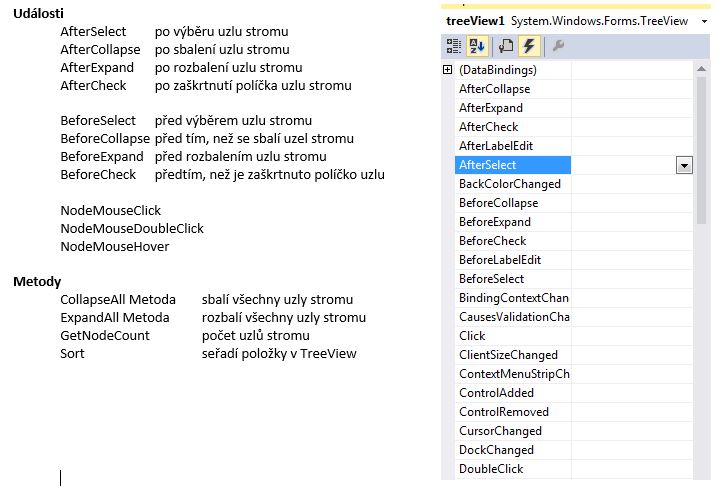 Události
AfterSelect po výběru uzlu stromu
AfterCollapse po sbalení uzlu stromu
AfterExpand po rozbalení uzlu stromu
AfterCheck po zaškrtnutí políčka uzlu stromu
BeforeSelect před výběrem uzlu stromu
BeforeCollapse před tím, než se sbalí uzel stromu
BeforeExpand před rozbalením uzlu stromu
BeforeCheck předtím, než je zaškrtnuto políčko uzlu
NodeMouseClick
NodeMouseDoubleClick
NodeMouseHover
Metody
CollapseAll Metoda sbalí všechny uzly stromu
ExpandAll Metoda rozbalí všechny uzly stromu
GetNodeCount počet uzlů stromu
Sort seřadí položky v TreeView
treeView1 System.Windows.Forms.TreeView
(DataBindings)
AfterCollapse
AfterExpand
AfterCheck
AfterLabelEdit
AfterSelect
BackColorChanged
BeforeCollapse
BeforeExpand
BeforeCheck
BeforeLabelEdit
BeforeSelect
BindingContextChan
CausesValidationCha
Click
ClientSizeChanged
ContextMenuStripCh
ControlAdded
ControlRemoved
CursorChanged
DockChanged
DoubleClick